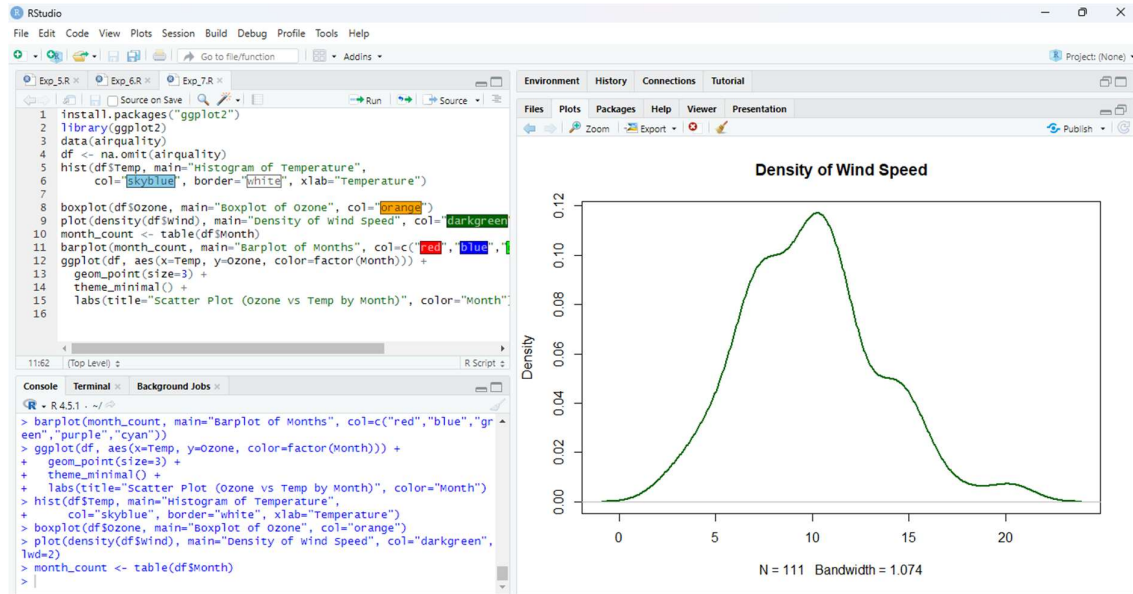 RStudio
File Edit Code View Plots Session Build Debug Profile Tools Help
Go to file/function Addins Project: (None)
Exp_5.R Exp_6.R Exp_7.R
Source on Save Run Source
1 install.packages("ggplot2")
2 library(ggplot2)
3 data(airquality)
4 df <- na.omit(airquality)
5 hist(df$Temp, main="Histogram of Temperature",
6 col="skyblue", border="white", xlab="Temperature")
7
8 boxplot(df$Ozone, main="Boxplot of Ozone", col="orange")
9 plot(density(df$Wind), main="Density of Wind Speed", col="darkgreen
10 month_count <- table(df$Month)
11 barplot(month_count, main="Barplot of Months", col=c("red","blue","
12 ggplot(df, aes(x=Temp, y=Ozone, color=factor(Month))) +
13 geom_point(size=3) +
14 theme_minimal() +
15 labs(title="Scatter Plot (Ozone vs Temp by Month)", color="Month"
16
11:62 (Top Level) R Script
Console Terminal Background Jobs
R R 4.5.1 · ~/
> barplot(month_count, main="Barplot of Months", col=c("red","blue","gr
een","purple","cyan"))
> ggplot(df, aes(x=Temp, y=Ozone, color=factor(Month))) +
+ geom_point(size=3) +
+ theme_minimal() +
+ labs(title="Scatter Plot (Ozone vs Temp by Month)", color="Month")
> hist(df$Temp, main="Histogram of Temperature",
+ col="skyblue", border="white", xlab="Temperature")
> boxplot(df$Ozone, main="Boxplot of Ozone", col="orange")
> plot(density(df$Wind), main="Density of Wind Speed", col="darkgreen",
lwd=2)
> month_count <- table(df$Month)
>
Environment History Connections Tutorial
Files Plots Packages Help Viewer Presentation
Zoom Export Publish
Density of Wind Speed
Density
0.12
0.10
0.08
0.06
0.04
0.02
0.00
0 5 10 15 20
N = 111 Bandwidth = 1.074